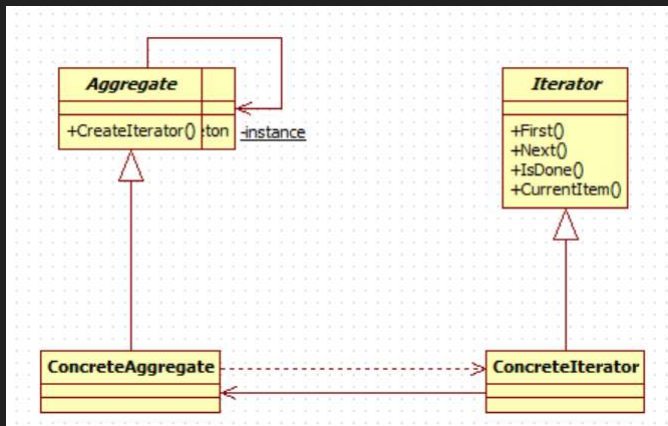 Aggregate
+CreateIterator()
ton
-instance
Iterator
+First()
+Next()
+IsDone()
+CurrentItem()
ConcreteAggregate
ConcreteIterator